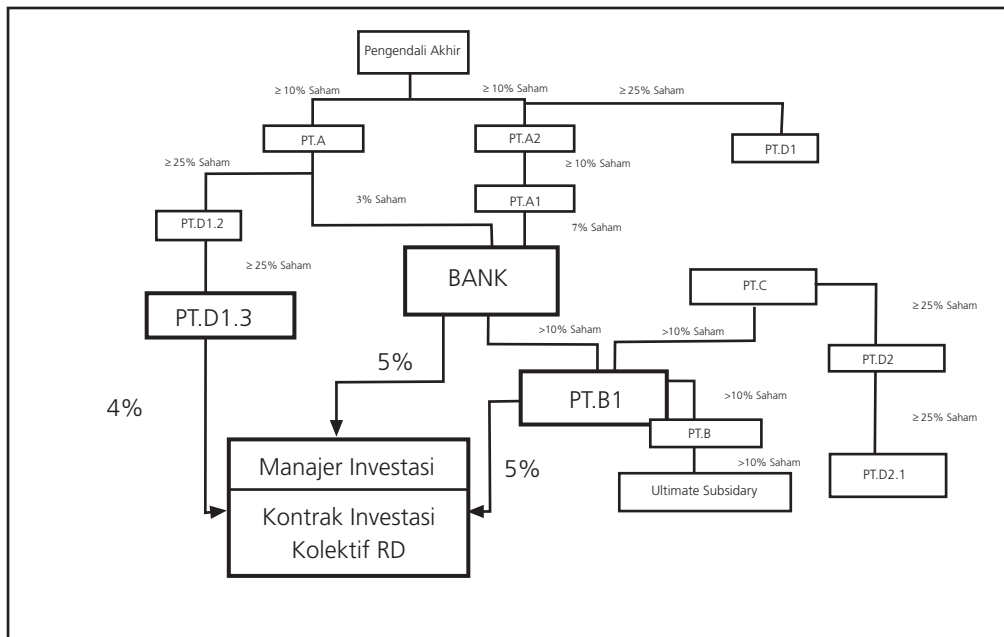 Pengendali Akhir
≥ 10% Saham
≥ 10% Saham
≥ 25% Saham
PT.A
PT.A2
PT.D1
≥ 25% Saham
≥ 10% Saham
3% Saham
PT.A1
PT.D1.2
7% Saham
≥ 25% Saham
BANK
PT.C
PT.D1.3
≥ 25% Saham
>10% Saham
>10% Saham
5%
PT.D2
PT.B1
>10% Saham
4%
≥ 25% Saham
PT.B
Manajer Investasi
5%
>10% Saham
PT.D2.1
Ultimate Subsidary
Kontrak Investasi
Kolektif RD